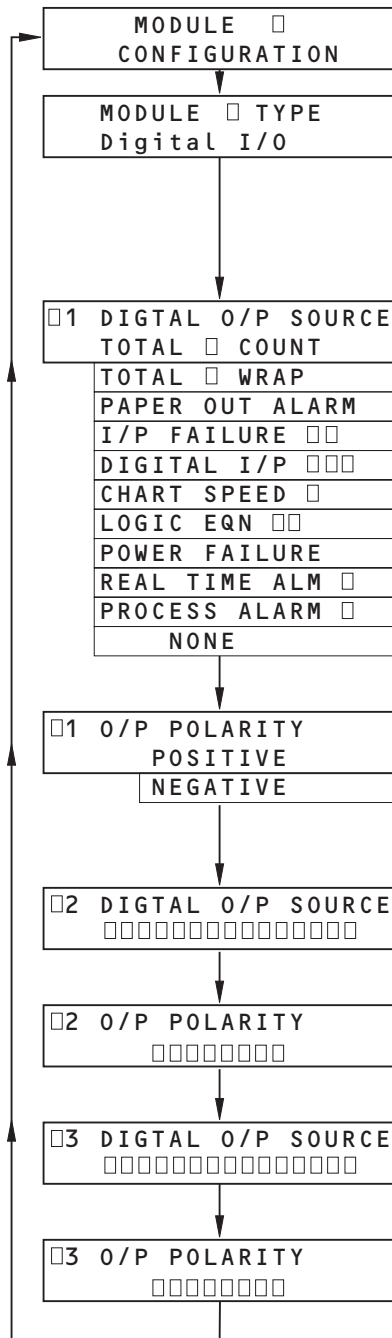 MODULE □
CONFIGURATION
MODULE □ TYPE
Digital I/O
□1 DIGTAL O/P SOURCE
TOTAL □ COUNT
TOTAL □ WRAP
PAPER OUT ALARM
I/P FAILURE □□
DIGITAL I/P □□□
CHART SPEED □
LOGIC EQN □□
POWER FAILURE
REAL TIME ALM □
PROCESS ALARM □
NONE
□1 O/P POLARITY
POSITIVE
NEGATIVE
□2 DIGTAL O/P SOURCE
□□□□□□□□□□□□□□□
□2 O/P POLARITY
□□□□□□□□
□3 DIGTAL O/P SOURCE
□□□□□□□□□□□□□□□
□3 O/P POLARITY
□□□□□□□□